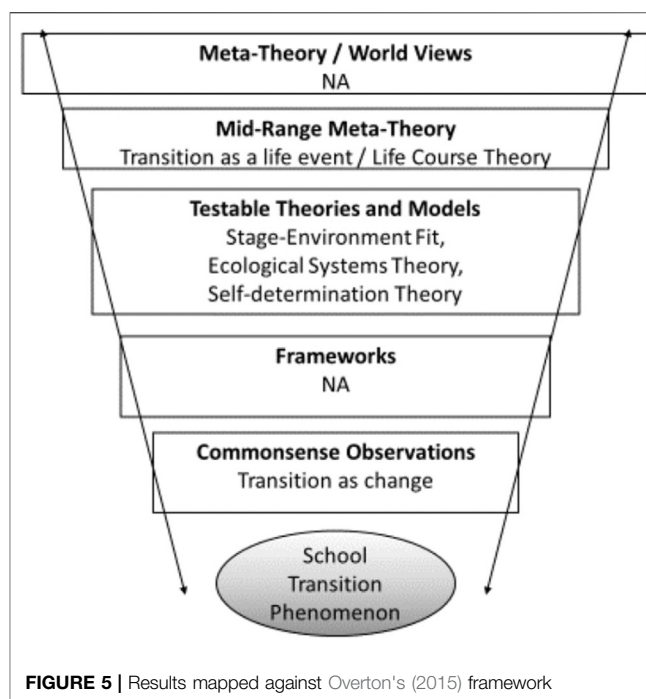 Meta-Theory / World Views
NA
Mid-Range Meta-Theory
Transition as a life event / Life Course Theory
Testable Theories and Models
Stage-Environment Fit,
Ecological Systems Theory,
Self-determination Theory
Frameworks
NA
Commonsense Observations
Transition as change
School
Transition
Phenomenon
FIGURE 5 | Results mapped against Overton's (2015) framework